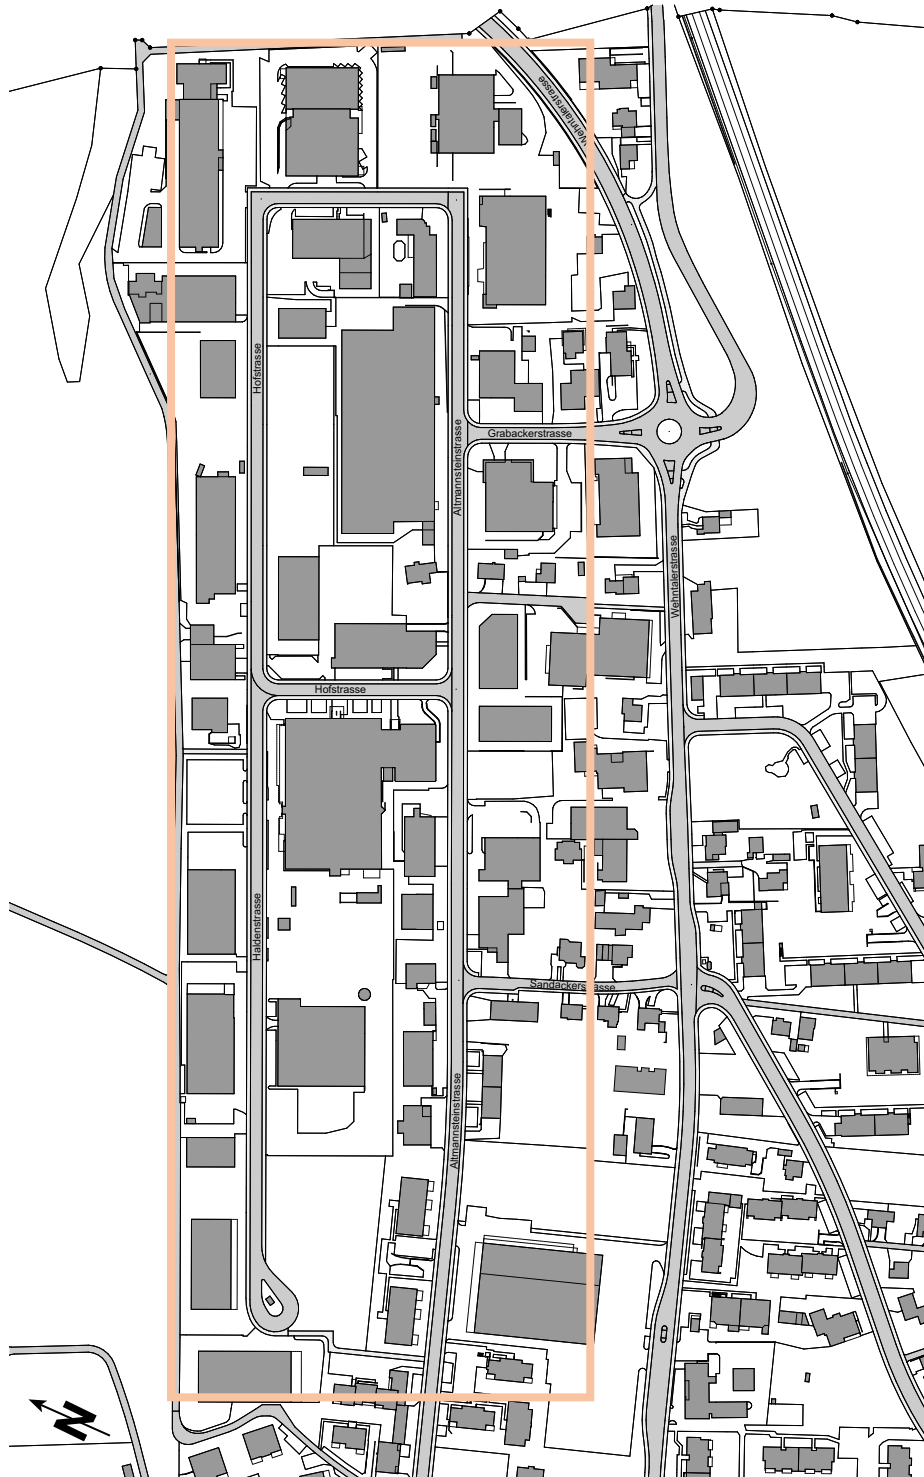 Wehntalerstrasse
Hofstrasse
Altmannsteinstrasse
Grabackerstrasse
Wehntalerstrasse
Hofstrasse
Haldenstrasse
Sandackerstrasse
Altmannsteinstrasse
N